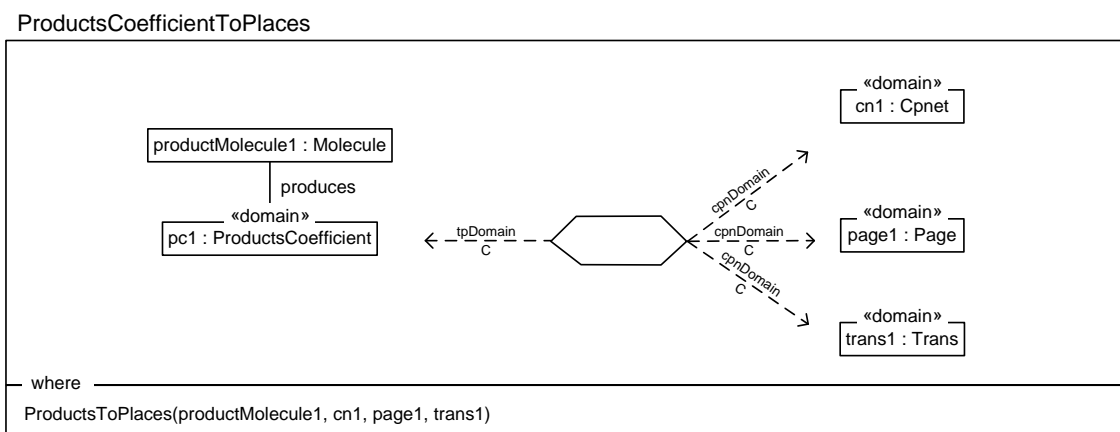 ProductsCoefficientToPlaces
«domain»
cn1 : Cpnet
productMolecule1 : Molecule
produces
«domain»
pc1 : ProductsCoefficient
tpDomain
C
cpnDomain
C
cpnDomain
C
cpnDomain
C
«domain»
page1 : Page
«domain»
trans1 : Trans
where
ProductsToPlaces(productMolecule1, cn1, page1, trans1)